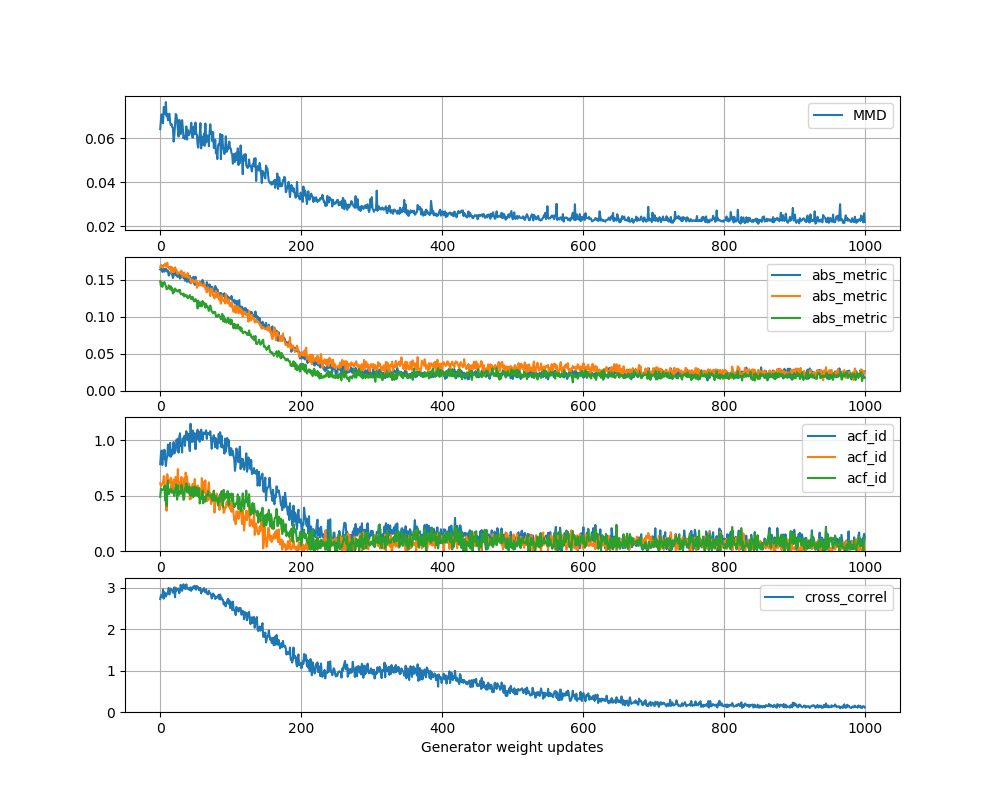 MMD
0.06
0.04
0.02
0 200 400 600 800 1000
abs_metric
abs_metric
abs_metric
0.15
0.10
0.05
0.00
0 200 400 600 800 1000
acf_id
acf_id
acf_id
1.0
0.5
0.0
0 200 400 600 800 1000
cross_correl
3
2
1
0
0 200 400 600 800 1000
Generator weight updates